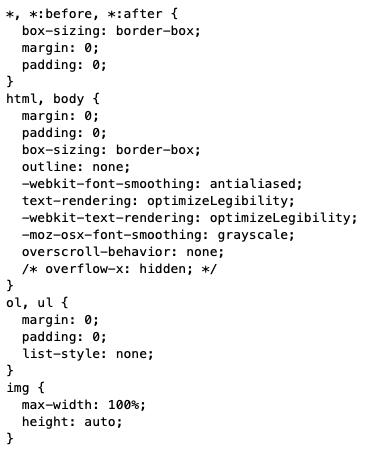 *, *:before, *:after {
  box-sizing: border-box;
  margin: 0;
  padding: 0;
}
html, body {
  margin: 0;
  padding: 0;
  box-sizing: border-box;
  outline: none;
  -webkit-font-smoothing: antialiased;
  text-rendering: optimizeLegibility;
  -webkit-text-rendering: optimizeLegibility;
  -moz-osx-font-smoothing: grayscale;
  overscroll-behavior: none;
  /* overflow-x: hidden; */
}
ol, ul {
  margin: 0;
  padding: 0;
  list-style: none;
}
img {
  max-width: 100%;
  height: auto;
}